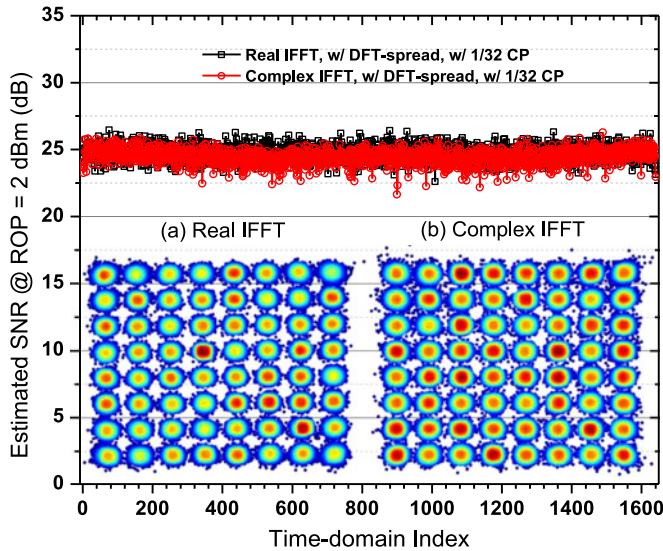 35
30
25
20
15
10
5
0
Estimated SNR @ ROP = 2 dBm (dB)
Real IFFT, w/ DFT-spread, w/ 1/32 CP
Complex IFFT, w/ DFT-spread, w/ 1/32 CP
(a) Real IFFT
(b) Complex IFFT
0 200 400 600 800 1000 1200 1400 1600
Time-domain Index